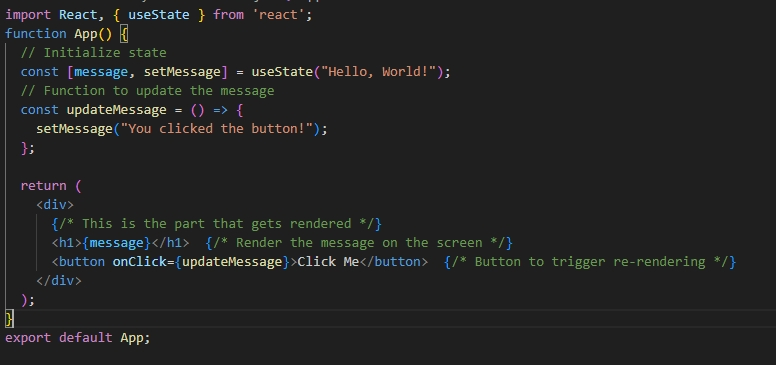 import React, { useState } from 'react';
function App() {
  // Initialize state
  const [message, setMessage] = useState("Hello, World!");
  // Function to update the message
  const updateMessage = () => {
    setMessage("You clicked the button!");
  };

  return (
    <div>
      {/* This is the part that gets rendered */}
      <h1>{message}</h1>  {/* Render the message on the screen */}
      <button onClick={updateMessage}>Click Me</button>  {/* Button to trigger re-rendering */}
    </div>
  );
}
export default App;